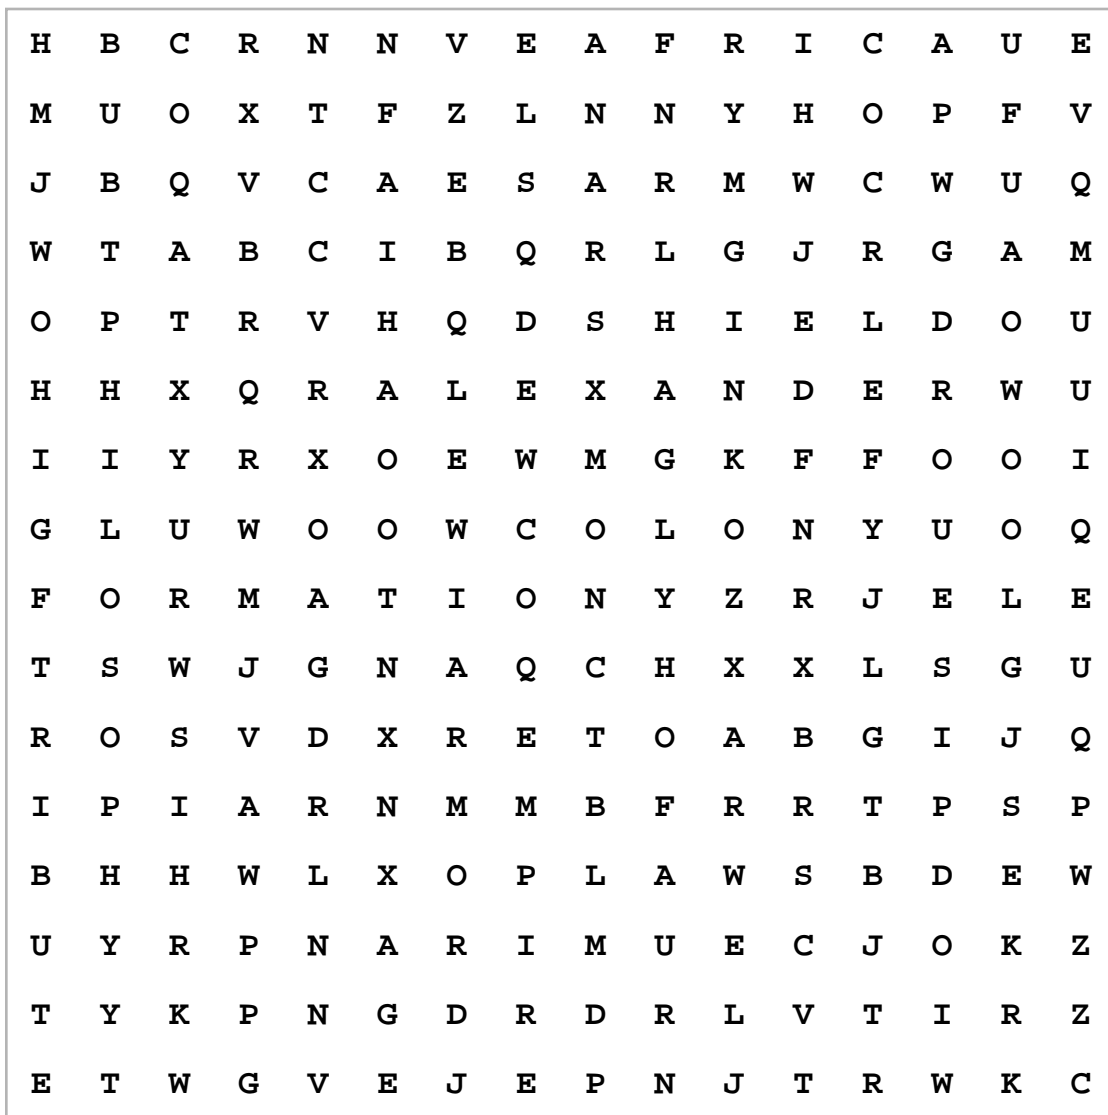 H B C R N N V E A F R I C A U E
M U O X T F Z L N N Y H O P F V
J B Q V C A E S A R M W C W U Q
W T A B C I B Q R L G J R G A M
O P T R V H Q D S H I E L D O U
H H X Q R A L E X A N D E R W U
I I Y R X O E W M G K F F O O I
G L U W O O W C O L O N Y U O Q
F O R M A T I O N Y Z R J E L E
T S W J G N A Q C H X X L S G U
R O S V D X R E T O A B G I J Q
I P I A R N M M B F R R T P S P
B H H W L X O P L A W S B D E W
U Y R P N A R I M U E C J O K Z
T Y K P N G D R D R L V T I R Z
E T W G V E J E P N J T R W K C